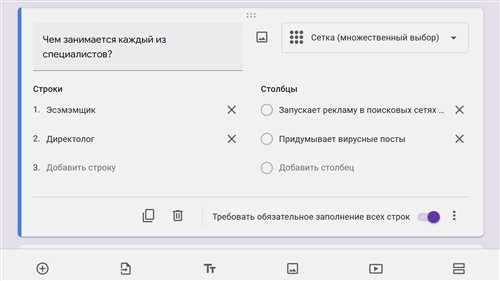 Чем занимается каждый из
специалистов?
Сетка (множественный выбор)
Строки
Столбцы
1. Эсэмэмщик
Запускает рекламу в поисковых сетях ...
2. Директолог
Придумывает вирусные посты
3. Добавить строку
Добавить столбец
Требовать обязательное заполнение всех строк
Tт